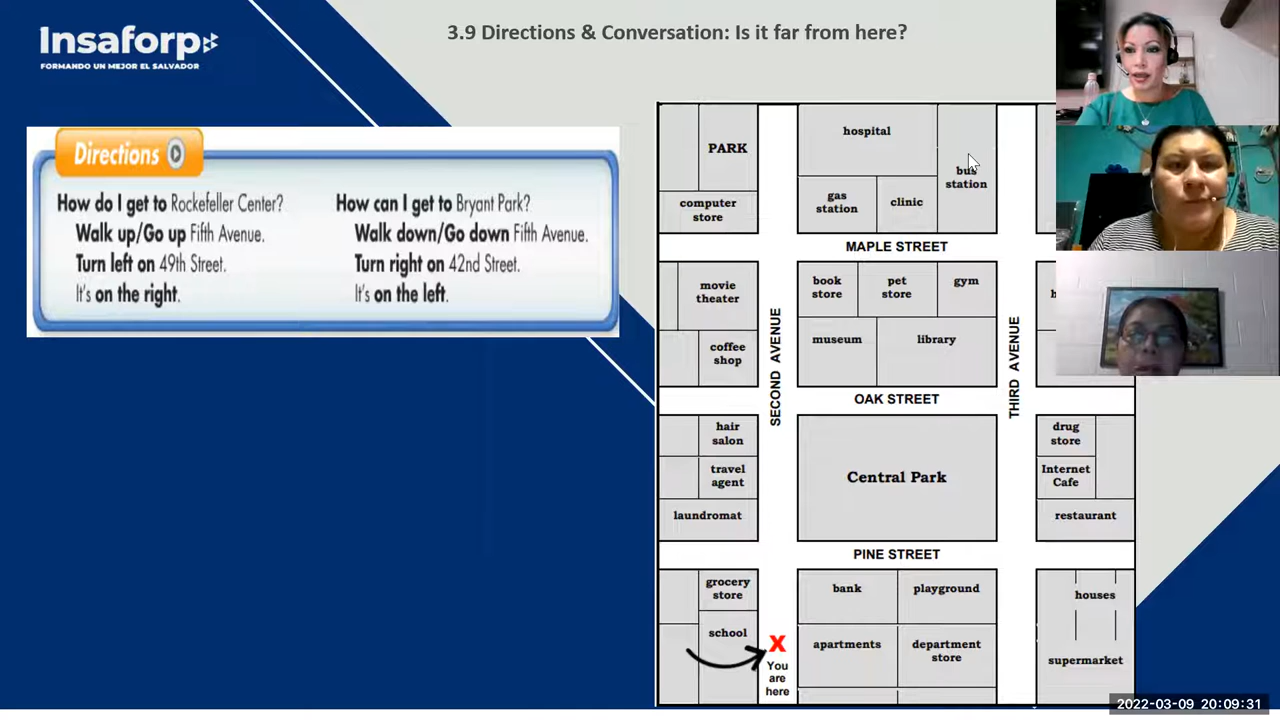 Insaforp
FORMANDO UN MEJOR EL SALVADOR
3.9 Directions & Conversation: Is it far from here?
Directions
How do I get to Rockefeller Center?
Walk up/Go up Fifth Avenue.
Turn left on 49th Street.
It's on the right.
How can I get to Bryant Park?
Walk down/Go down Fifth Avenue.
Turn right on 42nd Street.
It's on the left.
PARK
computer
store
hospital
gas
station
clinic
bus
station
MAPLE STREET
movie
theater
coffee
shop
SECOND AVENUE
book
store
pet
store
gym
museum
library
THIRD AVENUE
OAK STREET
hair
salon
travel
agent
laundromat
Central Park
drug
store
Internet
Cafe
restaurant
PINE STREET
grocery
store
school
X
You
are
here
bank
playground
apartments
department
store
houses
supermarket
2022-03-09 20:09:31